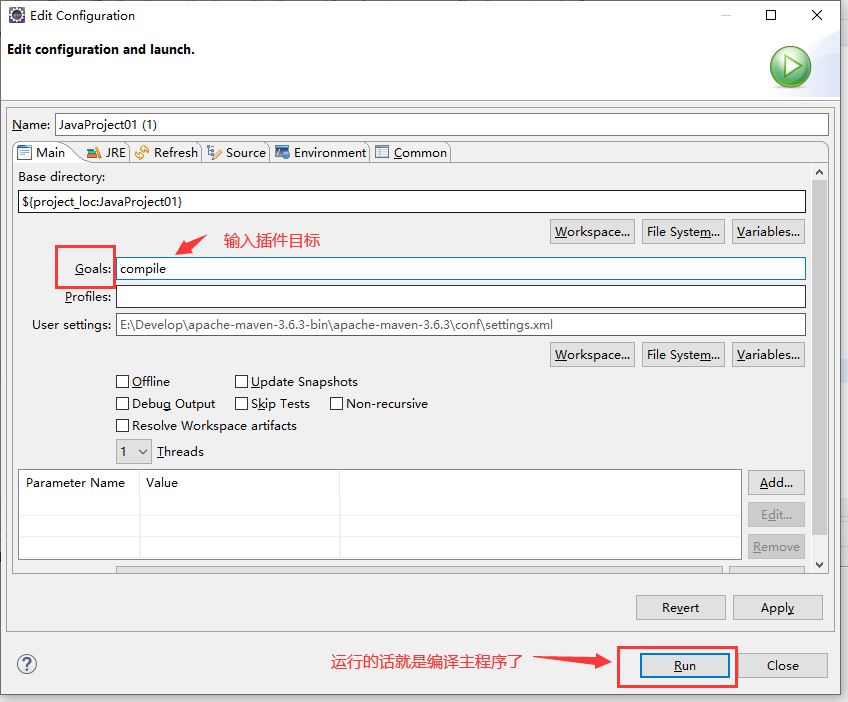 Edit Configuration
Edit configuration and launch.
Name: JavaProject01 (1)
Main JRE Refresh Source Environment Common
Base directory:
${project_loc:JavaProject01}
Workspace... File System... Variables...
输入插件目标
Goals: compile
Profiles:
User settings: E:\Develop\apache-maven-3.6.3-bin\apache-maven-3.6.3\conf\settings.xml
Workspace... File System... Variables...
Offline Update Snapshots
Debug Output Skip Tests Non-recursive
Resolve Workspace artifacts
1 Threads
Parameter Name Value Add...
Edit...
Remove
Revert Apply
运行的话就是编译主程序了 Run Close